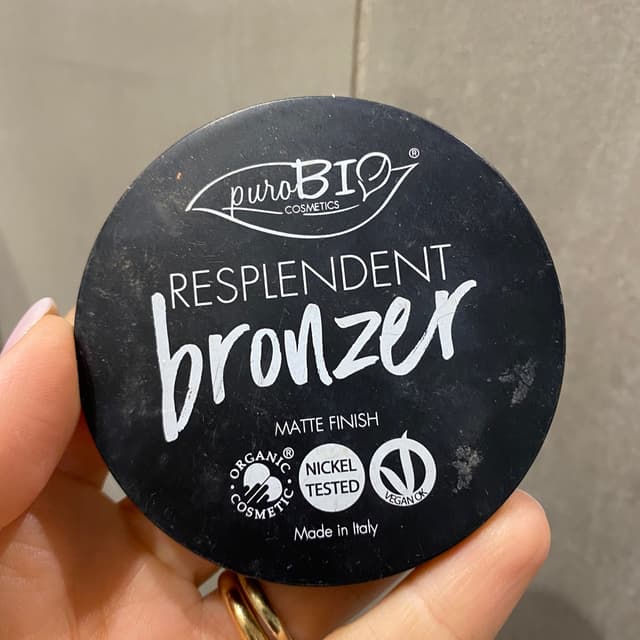 puroBIO®
COSMETICS
RESPLENDENT
bronzer
MATTE FINISH
ORGANIC COSMETIC®
NICKEL
TESTED
VEGAN OK
Made in Italy